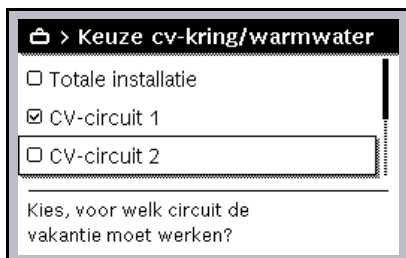 > Keuze cv-kring/warmwater
Totale installatie
CV-circuit 1
CV-circuit 2
Kies, voor welk circuit de
vakantie moet werken?